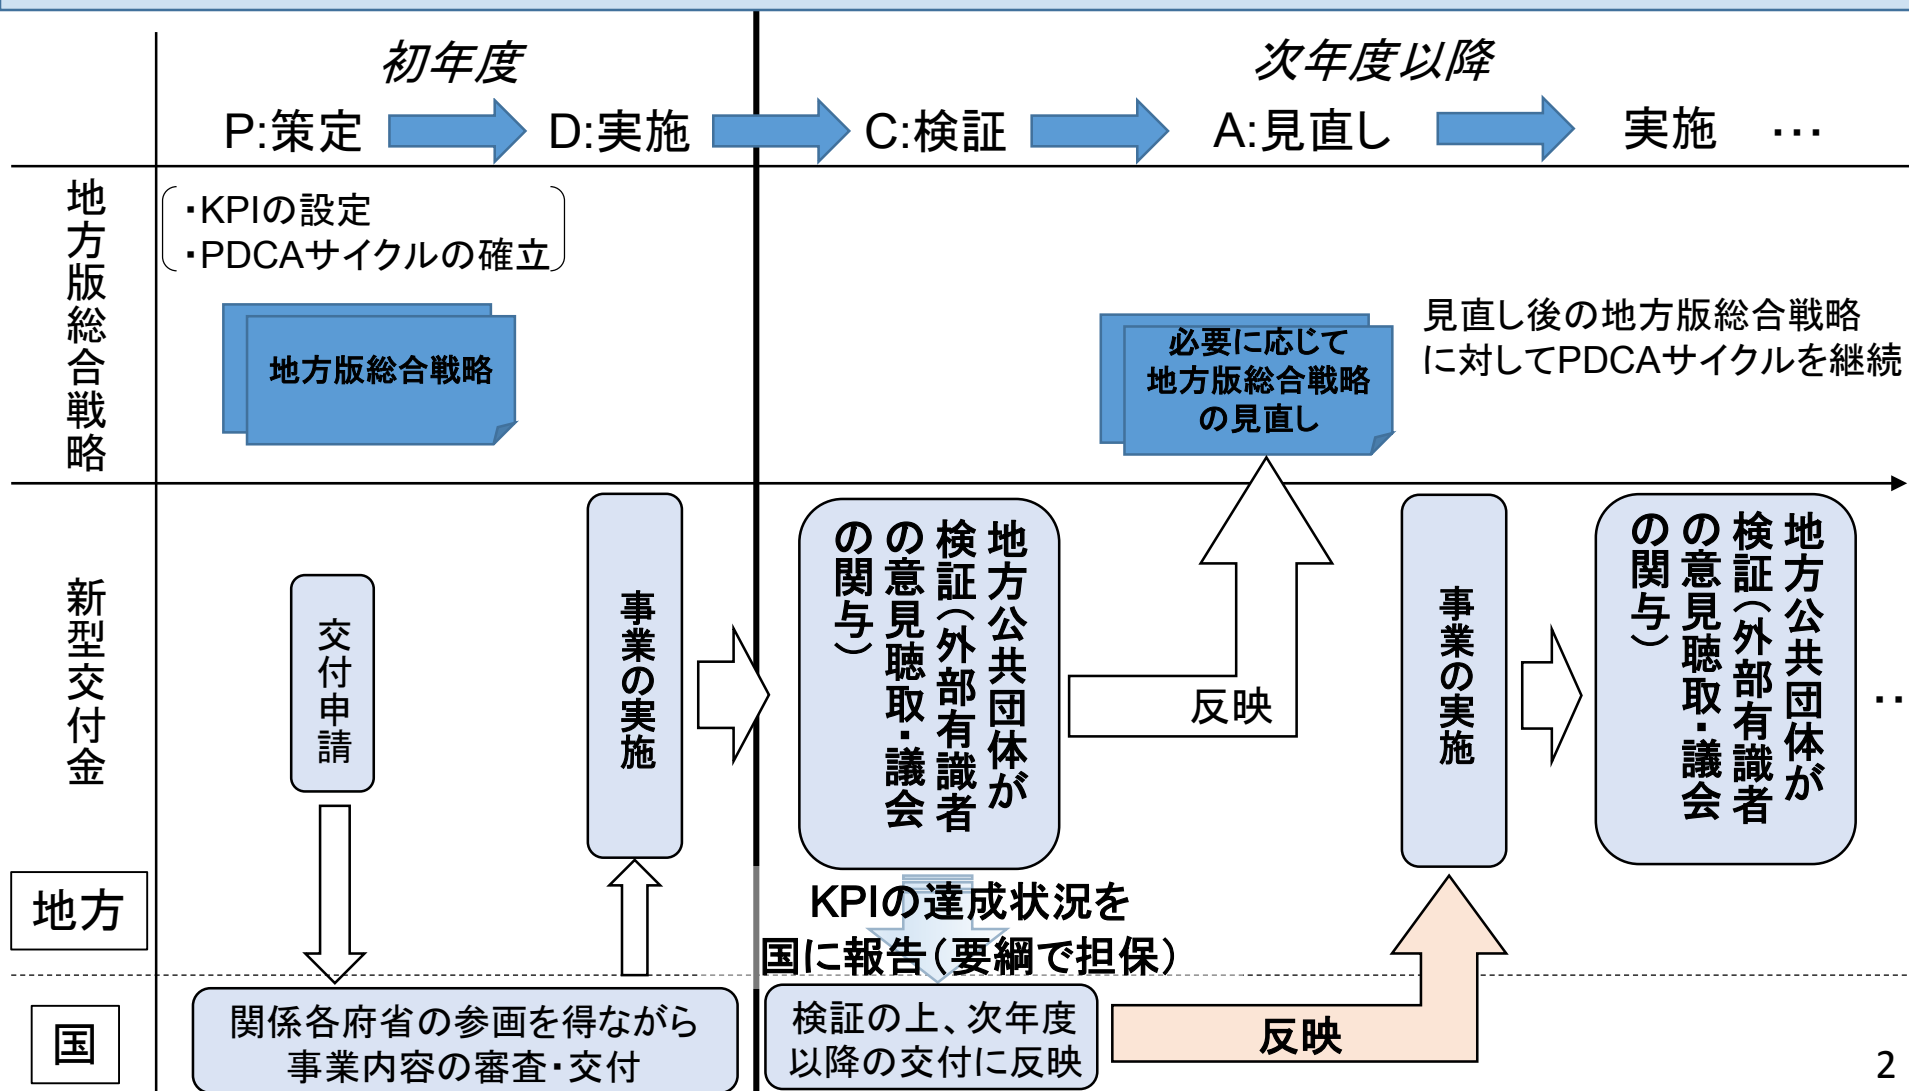 初年度
次年度以降
P:策定
D:実施
C:検証
A:見直し
実施 ･･･
地方版総合戦略
・KPIの設定
・PDCAサイクルの確立
地方版総合戦略
必要に応じて
地方版総合戦略
の見直し
見直し後の地方版総合戦略
に対してPDCAサイクルを継続
新型交付金
交付申請
事業の実施
地方公共団体が
検証（外部有識者
の意見聴取・議会
の関与）
反映
事業の実施
地方公共団体が
検証（外部有識者
の意見聴取・議会
の関与）
‥
地方
KPIの達成状況を
国に報告（要綱で担保）
国
関係各府省の参画を得ながら
事業内容の審査・交付
検証の上、次年度
以降の交付に反映
反映
2